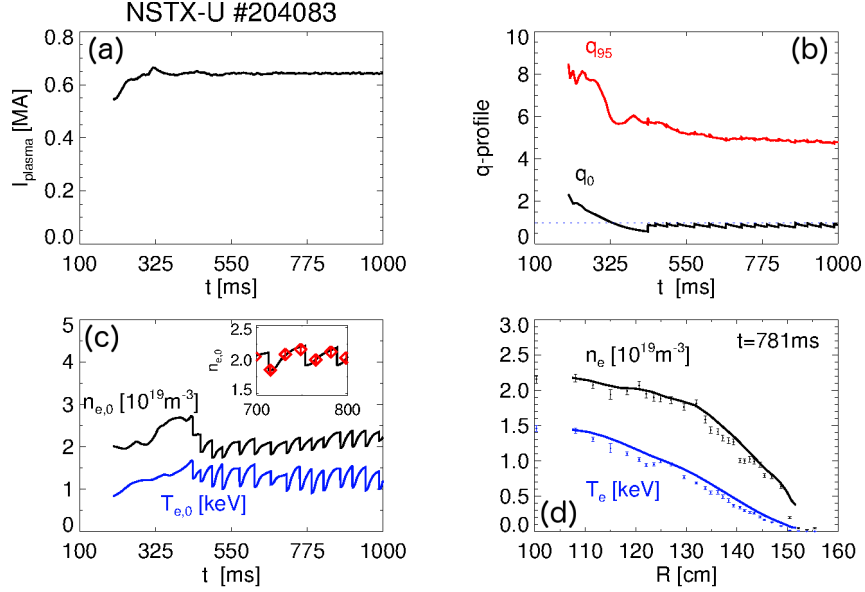 NSTX-U #204083
(a)
I_plasma [MA]
0.8
0.6
0.4
0.2
0.0
100 325 550 775 1000
t [ms]
(b)
q-profile
10
8
6
4
2
0
q_95
q_0
100 325 550 775 1000
t [ms]
(c)
5
4
3
2
1
0
n_e,0 [10^19m^-3]
T_e,0 [keV]
n_e,0
2.5
2.0
1.5
700 800
100 325 550 775 1000
t [ms]
(d)
3.0
2.5
2.0
1.5
1.0
0.5
0.0
t=781ms
n_e [10^19m^-3]
T_e [keV]
100 110 120 130 140 150 160
R [cm]